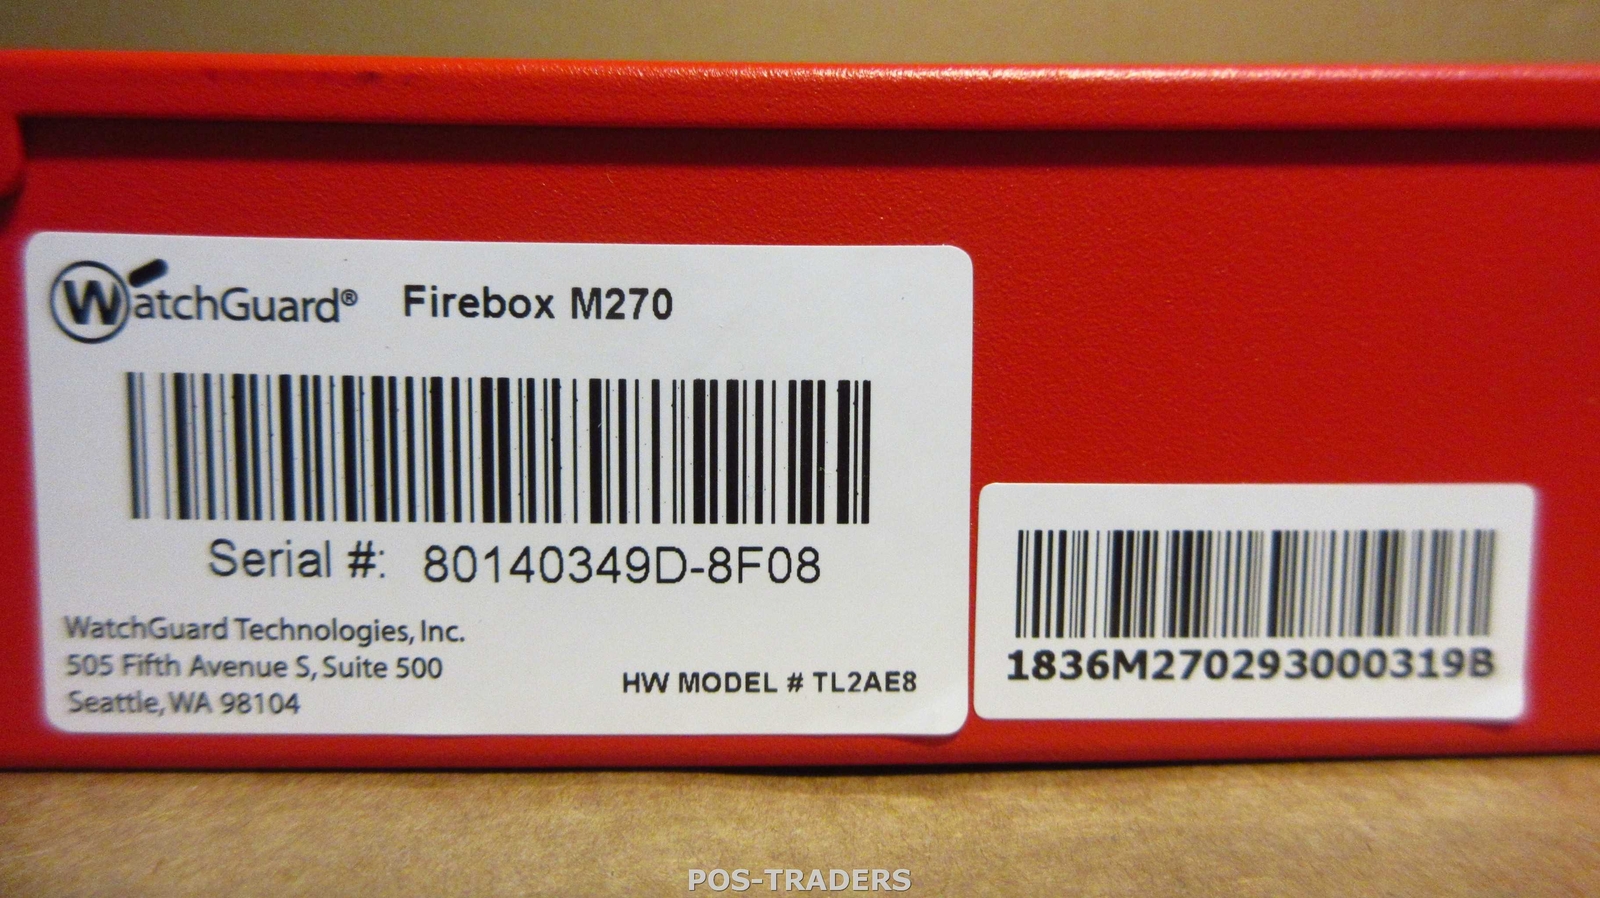 WatchGuard® Firebox M270
Serial #: 80140349D-8F08
WatchGuard Technologies, Inc.
505 Fifth Avenue S, Suite 500
Seattle, WA 98104
HW MODEL # TL2AE8
1836M270293000319B
POS-TRADERS